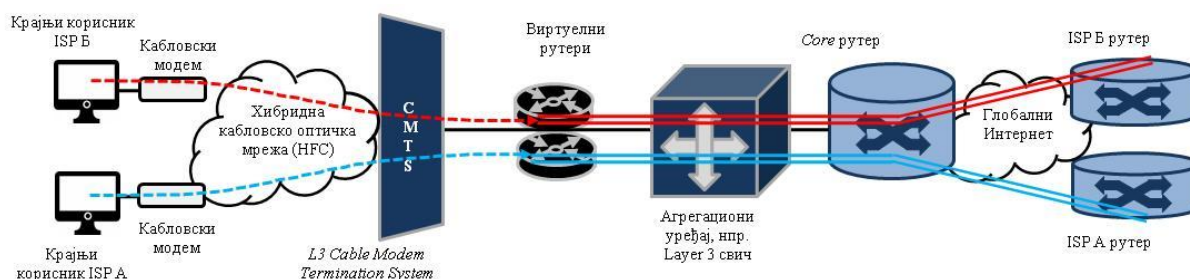 Крајњи корисник
ISP Б
Кабловски
модем
Хибридна
кабловско оптичка
мрежа (HFC)
Кабловски
модем
Крајњи
корисник ISP А
C
M
T
S
L3 Cable Modem
Termination System
Виртуелни
рутери
Агрегациони
уређај, нпр.
Layer 3 свич
Core рутер
Глобални
Интернет
ISP Б рутер
ISP А рутер